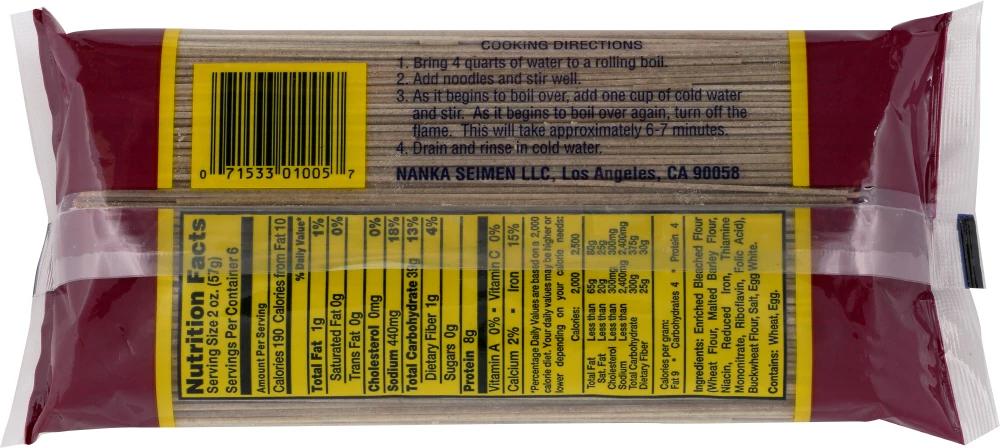 COOKING DIRECTIONS
1. Bring 4 quarts of water to a rolling boil.
2. Add noodles and stir well.
3. As it begins to boil over, add one cup of cold water
and stir. As it begins to boil over again, turn off the
flame. This will take approximately 6-7 minutes.
4. Drain and rinse in cold water.
NANKA SEIMEN LLC, Los Angeles, CA 90058
0 71533 01005 7
Nutrition Facts
Serving Size 2 oz. (57g)
Servings Per Container 6
Amount Per Serving
Calories 190 Calories from Fat 10
% Daily Value*
Total Fat 1g 1%
Saturated Fat 0g 0%
Trans Fat 0g
Cholesterol 0mg 0%
Sodium 440mg 18%
Total Carbohydrate 39g 13%
Dietary Fiber 1g 4%
Sugars 0g
Protein 8g
Vitamin A 0% • Vitamin C 0%
Calcium 2% • Iron 15%
*Percentage Daily Values are based on a 2,000
calorie diet. Your daily values may be higher or
lower depending on your calorie needs:
Calories: 2,000 2,500
Total Fat Less than 65g 80g
Sat. Fat Less than 20g 25g
Cholesterol Less than 300mg 300mg
Sodium Less than 2,400mg 2,400mg
Total Carbohydrate 300g 375g
Dietary Fiber 25g 30g
Calories per gram:
Fat 9 * Carbohydrates 4 * Protein 4
Ingredients: Enriched Bleached Flour
(Wheat Flour, Malted Barley Flour,
Niacin, Reduced Iron, Thiamine
Mononitrate, Riboflavin, Folic Acid),
Buckwheat Flour, Salt, Egg White.
Contains: Wheat, Egg.